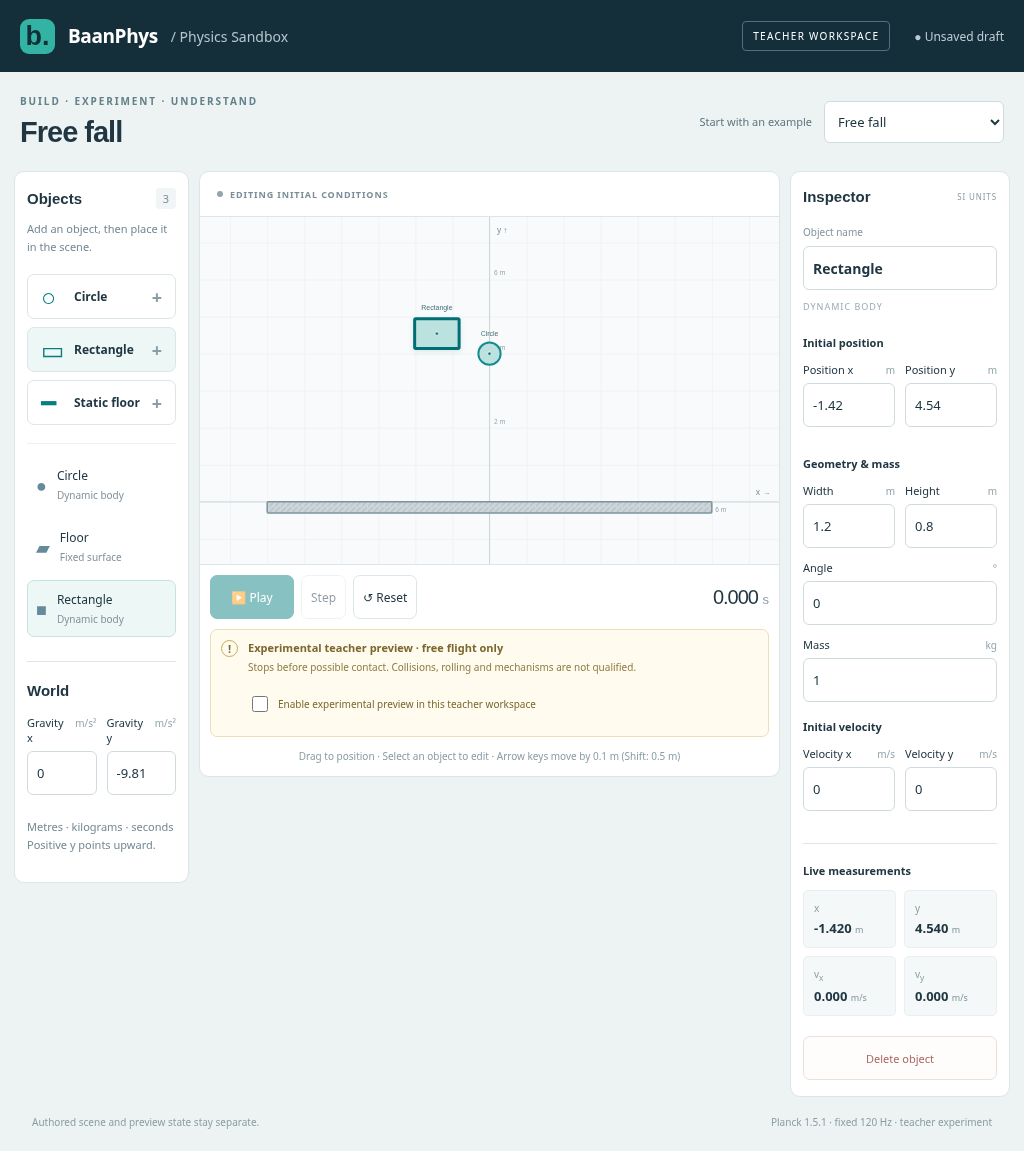 b. BaanPhys / Physics Sandbox
TEACHER WORKSPACE
● Unsaved draft
BUILD · EXPERIMENT · UNDERSTAND
Free fall
Start with an example
Free fall
Objects
3
Add an object, then place it
in the scene.
Circle +
Rectangle +
Static floor +
Circle
Dynamic body
Floor
Fixed surface
Rectangle
Dynamic body
World
Gravity x m/s²
Gravity y m/s²
0
-9.81
Metres · kilograms · seconds
Positive y points upward.
EDITING INITIAL CONDITIONS
y ↑
6 m
Rectangle
Circle
m
2 m
x →
6 m
▶ Play
Step
↺ Reset
0.000 s
! Experimental teacher preview · free flight only
Stops before possible contact. Collisions, rolling and mechanisms are not qualified.
Enable experimental preview in this teacher workspace
Drag to position · Select an object to edit · Arrow keys move by 0.1 m (Shift: 0.5 m)
Inspector
SI UNITS
Object name
Rectangle
DYNAMIC BODY
Initial position
Position x m
Position y m
-1.42
4.54
Geometry & mass
Width m
Height m
1.2
0.8
Angle °
0
Mass kg
1
Initial velocity
Velocity x m/s
Velocity y m/s
0
0
Live measurements
x
-1.420 m
y
4.540 m
vx
0.000 m/s
vy
0.000 m/s
Delete object
Authored scene and preview state stay separate.
Planck 1.5.1 · fixed 120 Hz · teacher experiment